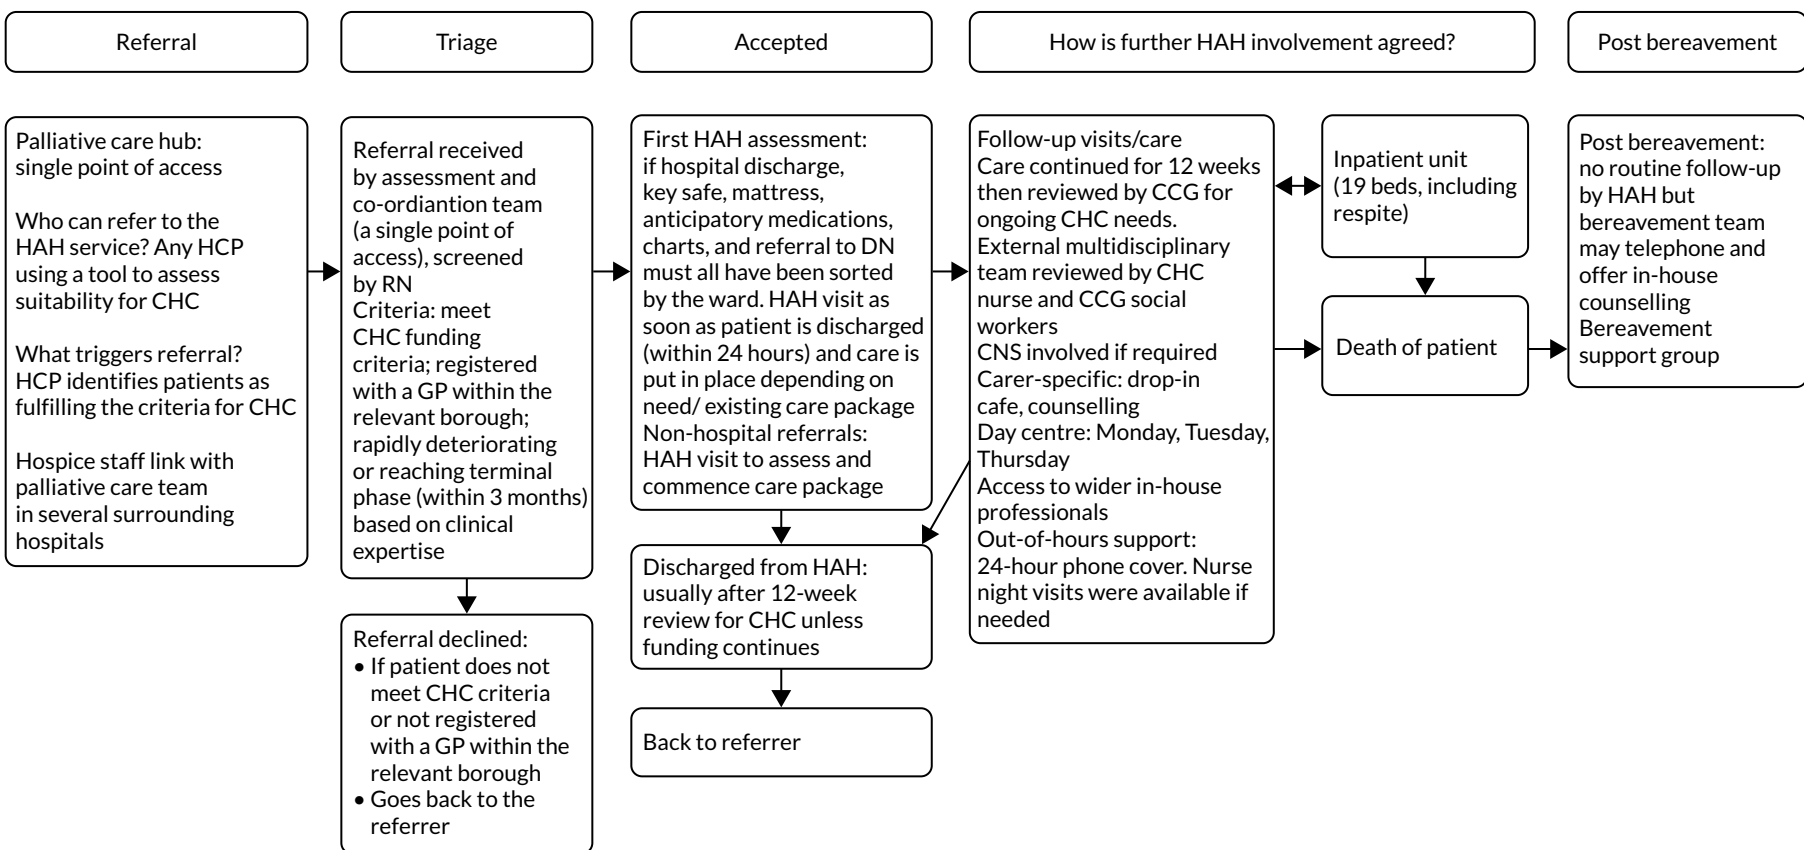 Referral
Triage
Accepted
How is further HAH involvement agreed?
Post bereavement
Palliative care hub:
single point of access
Who can refer to the
HAH service? Any HCP
using a tool to assess
suitability for CHC
What triggers referral?
HCP identifies patients as
fulfilling the criteria for CHC
Hospice staff link with
palliative care team
in several surrounding
hospitals
Referral received
by assessment and
co-ordiantion team
(a single point of
access), screened
by RN
Criteria: meet
CHC funding
criteria; registered
with a GP within the
relevant borough;
rapidly deteriorating
or reaching terminal
phase (within 3 months)
based on clinical
expertise
Referral declined:
• If patient does not
meet CHC criteria
or not registered
with a GP within the
relevant borough
• Goes back to the
referrer
First HAH assessment:
if hospital discharge,
key safe, mattress,
anticipatory medications,
charts, and referral to DN
must all have been sorted
by the ward. HAH visit as
soon as patient is discharged
(within 24 hours) and care is
put in place depending on
need/ existing care package
Non-hospital referrals:
HAH visit to assess and
commence care package
Discharged from HAH:
usually after 12-week
review for CHC unless
funding continues
Back to referrer
Follow-up visits/care
Care continued for 12 weeks
then reviewed by CCG for
ongoing CHC needs.
External multidisciplinary
team reviewed by CHC
nurse and CCG social
workers
CNS involved if required
Carer-specific: drop-in
cafe, counselling
Day centre: Monday, Tuesday,
Thursday
Access to wider in-house
professionals
Out-of-hours support:
24-hour phone cover. Nurse
night visits were available if
needed
Inpatient unit
(19 beds, including
respite)
Death of patient
Post bereavement:
no routine follow-up
by HAH but
bereavement team
may telephone and
offer in-house
counselling
Bereavement
support group